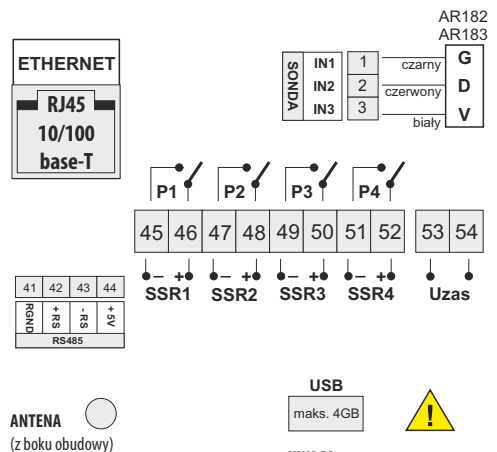 AR182
AR183
ETHERNET
RJ45
10/100
base-T
SONDA
IN1 1 czarny G
IN2 2 czerwony D
IN3 3 biały V
P1 P2 P3 P4
45 46 47 48 49 50 51 52 53 54
– + – + – + – +
SSR1 SSR2 SSR3 SSR4 Uzas
41 42 43 44
RGND + RS - RS + 5V
RS485
USB
maks. 4GB
!
ANTENA
(z boku obudowy)